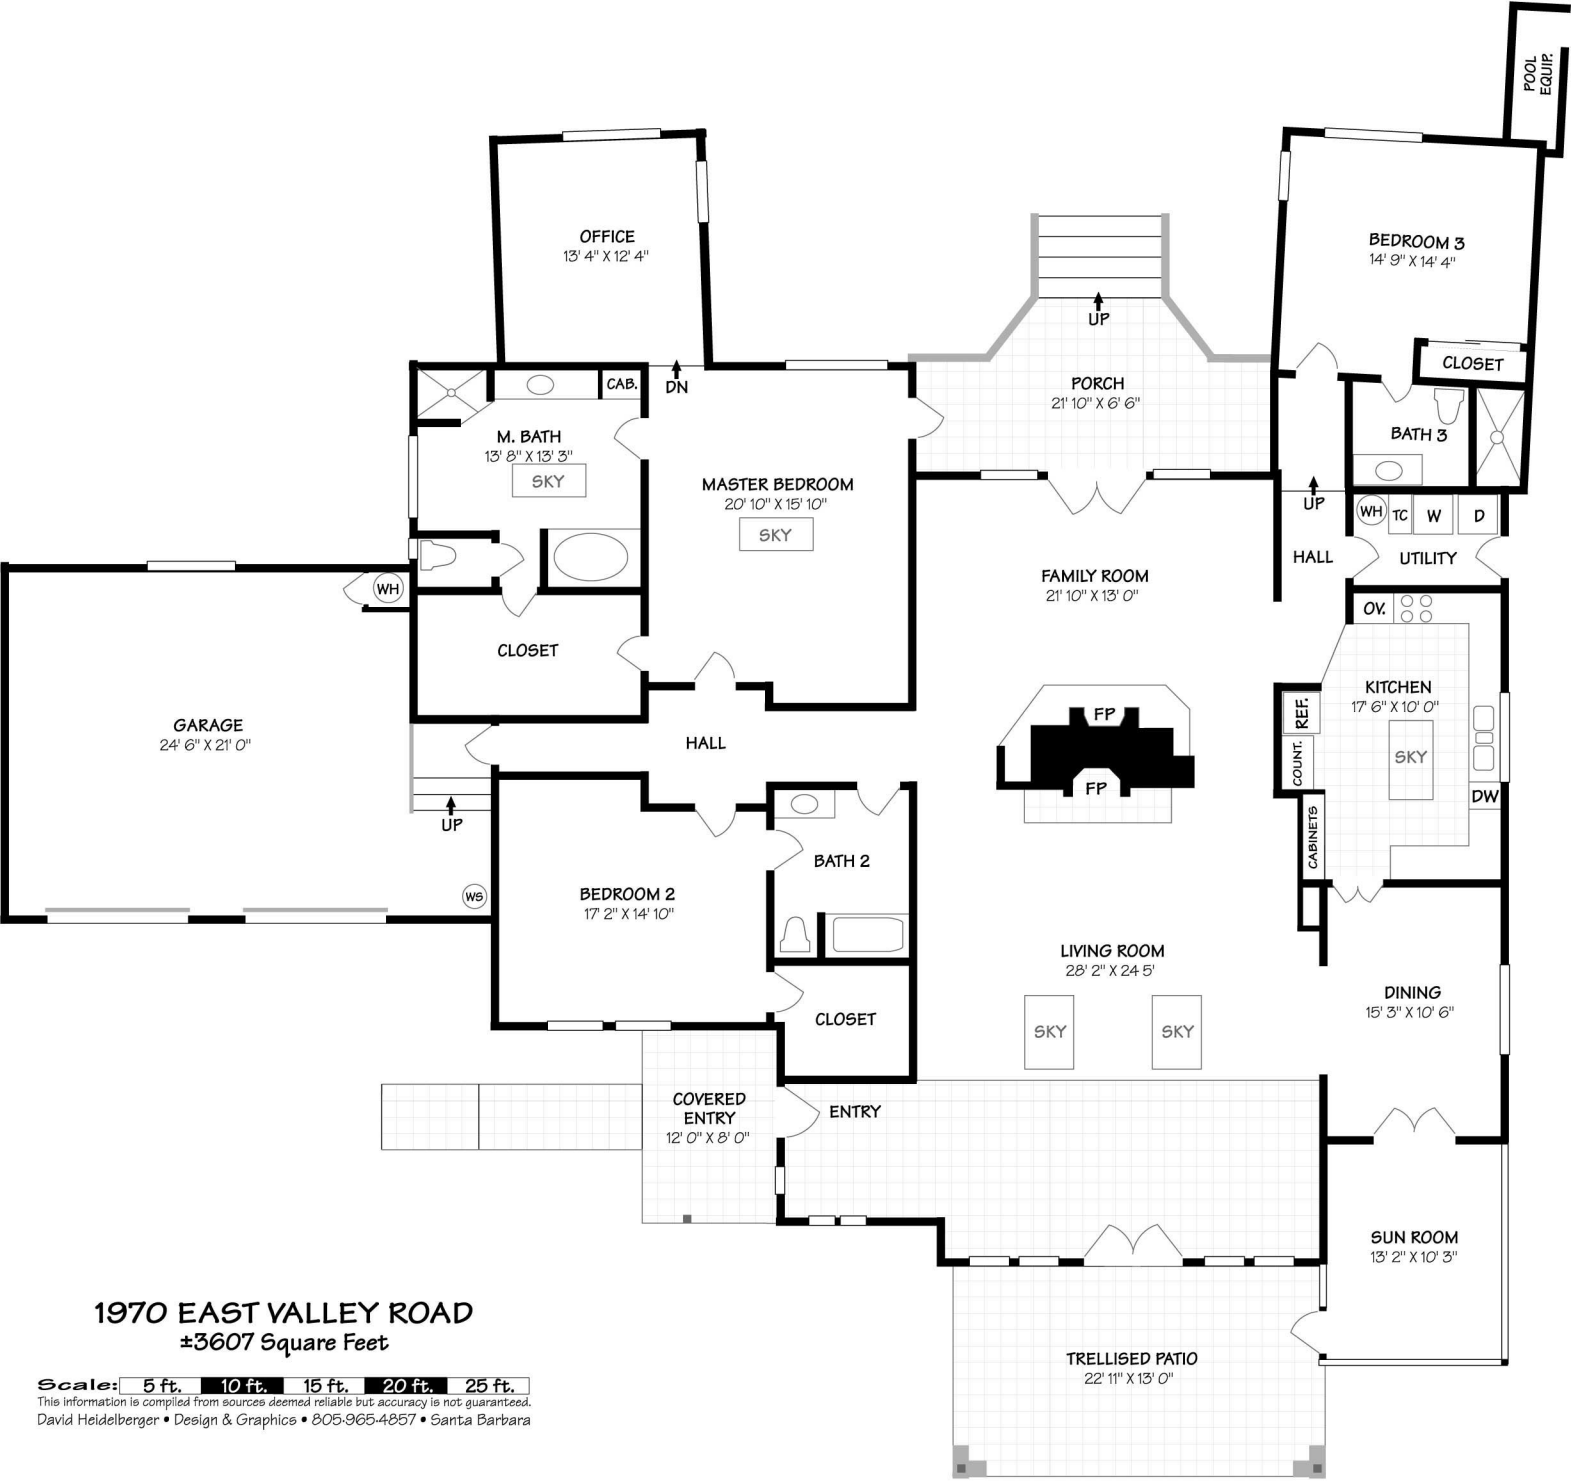 POOL
EQUIP.
OFFICE
13' 4" X 12' 4"
BEDROOM 3
14' 9" X 14' 4"
UP
CLOSET
DN
CAB.
PORCH
21' 10" X 6' 6"
M. BATH
13' 8" X 13' 3"
SKY
BATH 3
MASTER BEDROOM
20' 10" X 15' 10"
SKY
UP
WH
TC
W
D
HALL
UTILITY
FAMILY ROOM
21' 10" X 13' 0"
WH
OV.
CLOSET
KITCHEN
17' 6" X 10' 0"
REF.
FP
GARAGE
24' 6" X 21' 0"
HALL
COUNT.
SKY
FP
DW
UP
CABINETS
BATH 2
BEDROOM 2
17' 2" X 14' 10"
WS
LIVING ROOM
28' 2" X 24 5'
DINING
15' 3" X 10' 6"
CLOSET
SKY
SKY
COVERED
ENTRY
12' 0" X 8' 0"
ENTRY
SUN ROOM
13' 2" X 10' 3"
1970 EAST VALLEY ROAD
±3607 Square Feet
TRELLISED PATIO
22' 11" X 13' 0"
Scale: 5 ft. 10 ft. 15 ft. 20 ft. 25 ft.
This information is compiled from sources deemed reliable but accuracy is not guaranteed.
David Heidelberger • Design & Graphics • 805•965•4857 • Santa Barbara